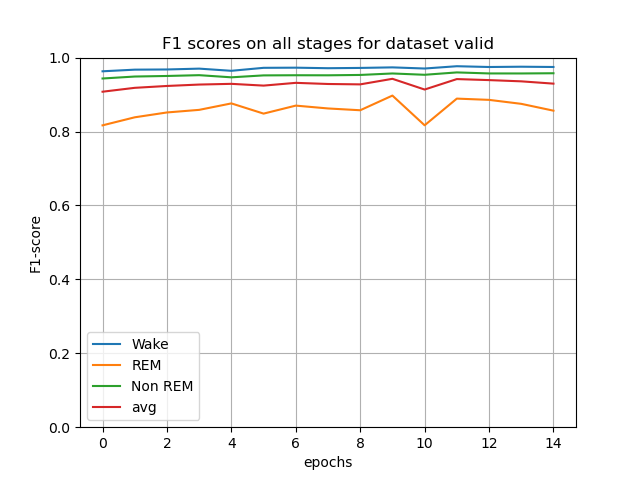 F1 scores on all stages for dataset valid
1.0
0.8
0.6
0.4
0.2
0.0
F1-score
Wake
REM
Non REM
avg
0 2 4 6 8 10 12 14
epochs